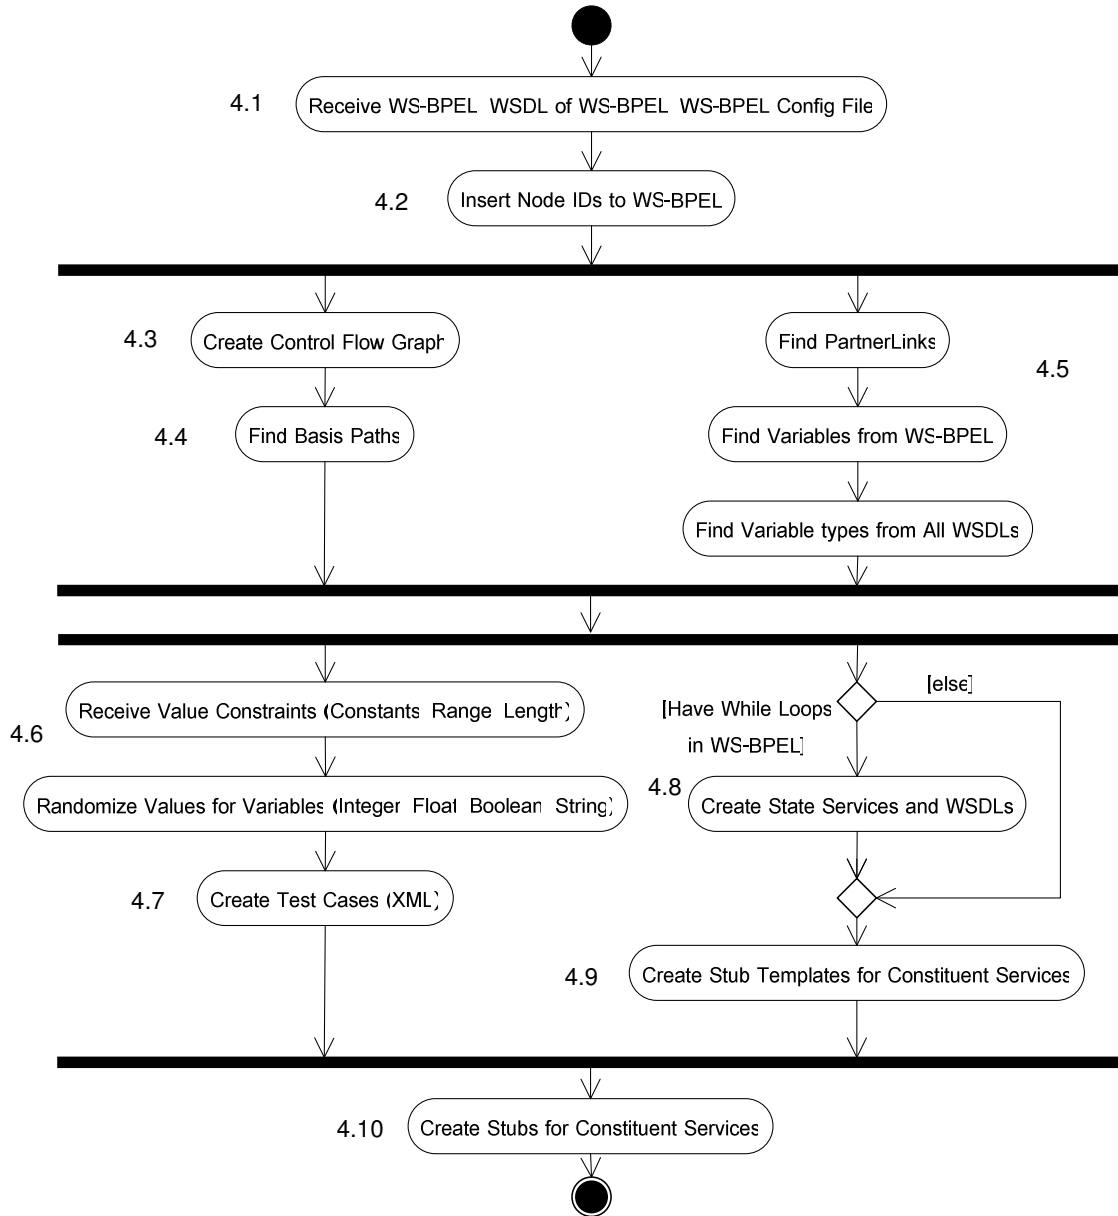 4.1
Receive WS-BPEL WSDL of WS-BPEL WS-BPEL Config File
4.2
Insert Node IDs to WS-BPEL
4.3
Create Control Flow Graph
Find PartnerLinks
4.5
4.4
Find Basis Paths
Find Variables from WS-BPEL
Find Variable types from All WSDLs
4.6
Receive Value Constraints (Constants Range Length)
[else]
[Have While Loops
in WS-BPEL]
Randomize Values for Variables (Integer Float Boolean String)
4.8
Create State Services and WSDLs
4.7
Create Test Cases (XML)
4.9
Create Stub Templates for Constituent Services
4.10
Create Stubs for Constituent Services